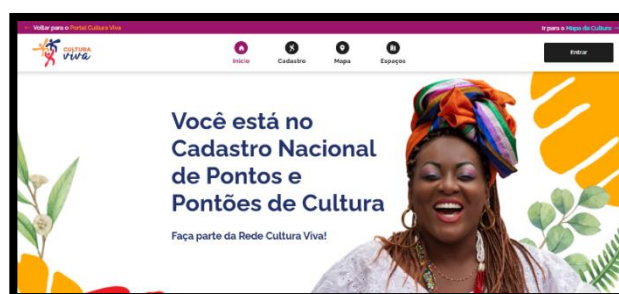 ← Voltar para o Portal Cultura Viva
Ir para o Mapa da Cultura →
CULTURA
viva
Início
Cadastro
Mapa
Espaços
Entrar
Você está no
Cadastro Nacional
de Pontos e
Pontões de Cultura
Faça parte da Rede Cultura Viva!